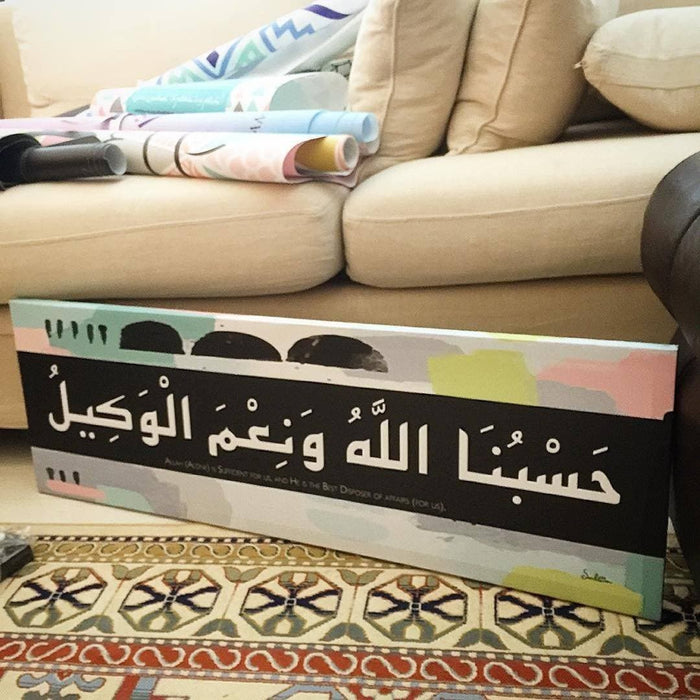 حَسْبُنَا اللَّهُ وَنِعْمَ الْوَكِيلُ
ALLAH (ALONE) IS SUFFICIENT FOR US, AND HE IS THE BEST DISPOSER OF AFFAIRS (FOR US).